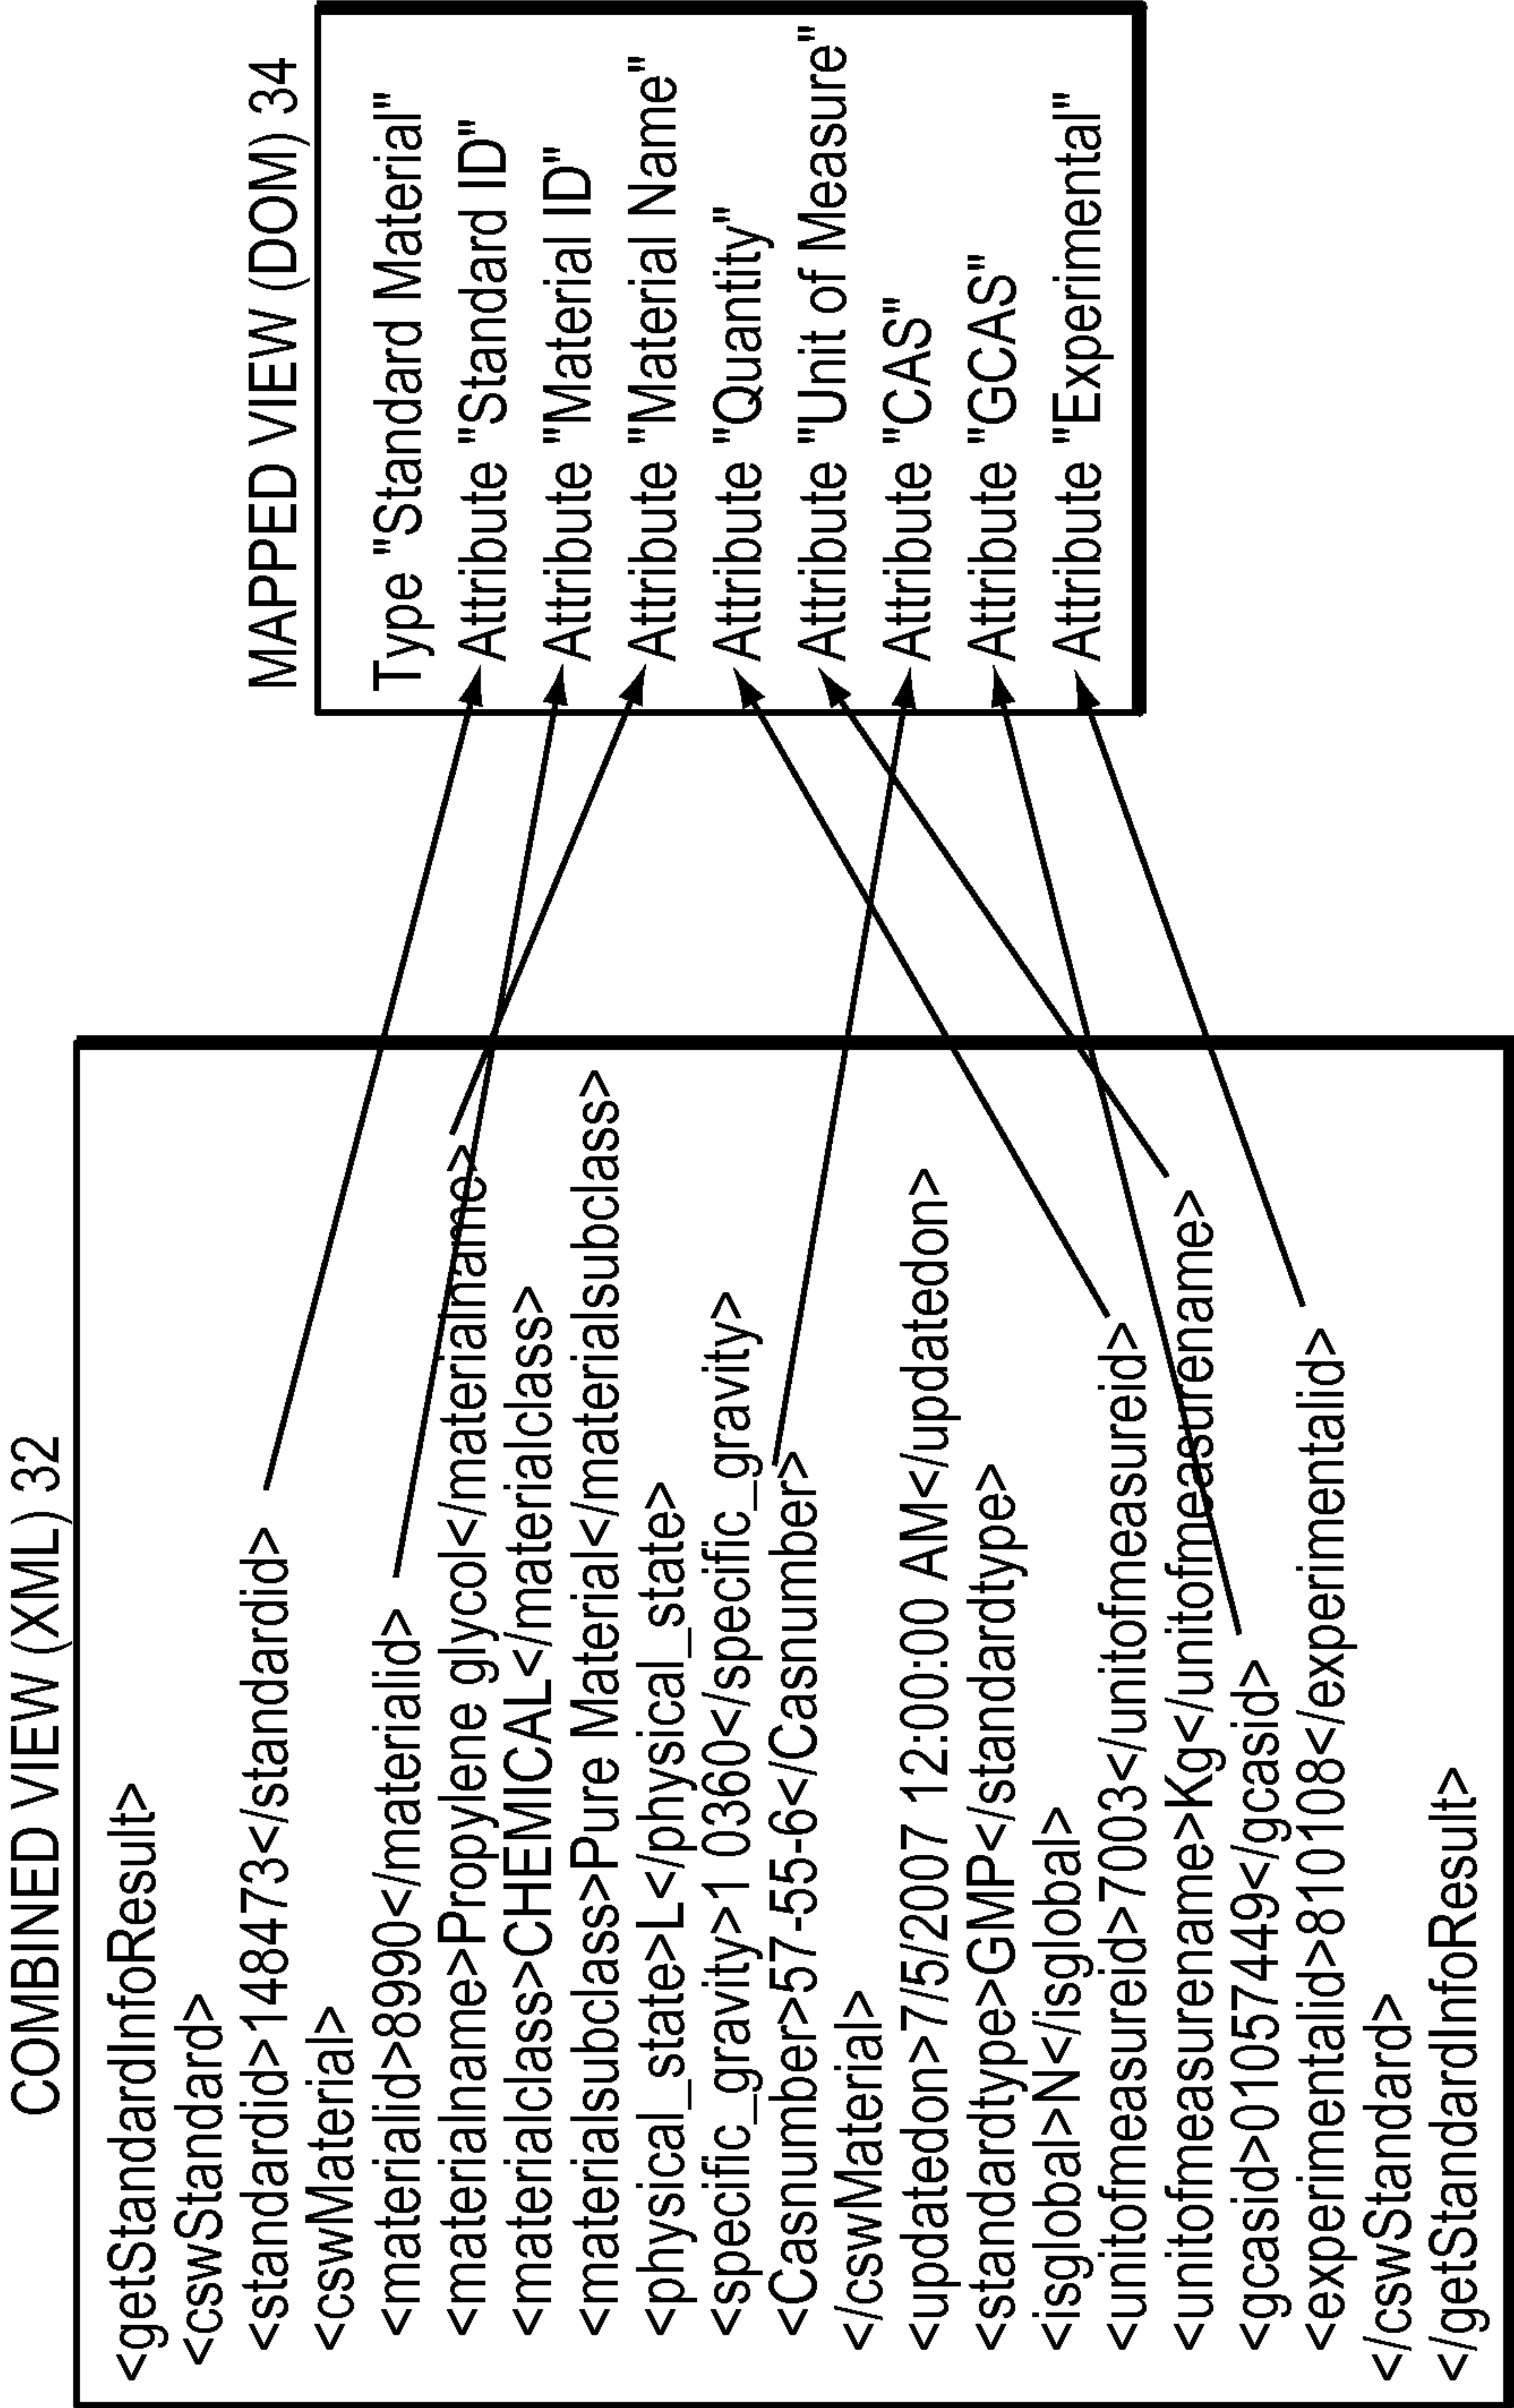 COMBINED VIEW (XML) 32
<getStandardInfoResult>
<cswStandard>
<standardid>148473</standardid>
<cswMaterial>
<materialid>8990</materialid>
<materialname>Propylene glycol</materialname>
<materialclass>CHEMICAL</materialclass>
<materialsubclass>Pure Material</materialsubclass>
<physical_state>L</physical_state>
<specific_gravity>1 0360</specific_gravity>
<Casnumber>57-55-6</Casnumber>
</cswMaterial>
<updatedon>7/5/2007 12:00:00 AM</updatedon>
<standardtype>GMP</standardtype>
<isglobal>N</isglobal>
<unitofmeasureid>7003</unitofmeasureid>
<unitofmeasurename>Kg</unitofmeasurename>
<gcasid>01057449</gcasid>
<experimentalid>810108</experimentalid>
</cswStandard>
</getStandardInfoResult>
MAPPED VIEW (DOM) 34
Type "Standard Material"
Attribute "Standard ID"
Attribute "Material ID"
Attribute "Material Name"
Attribute "Quantity"
Attribute "Unit of Measure"
Attribute "CAS"
Attribute "GCAS"
Attribute "Experimental"